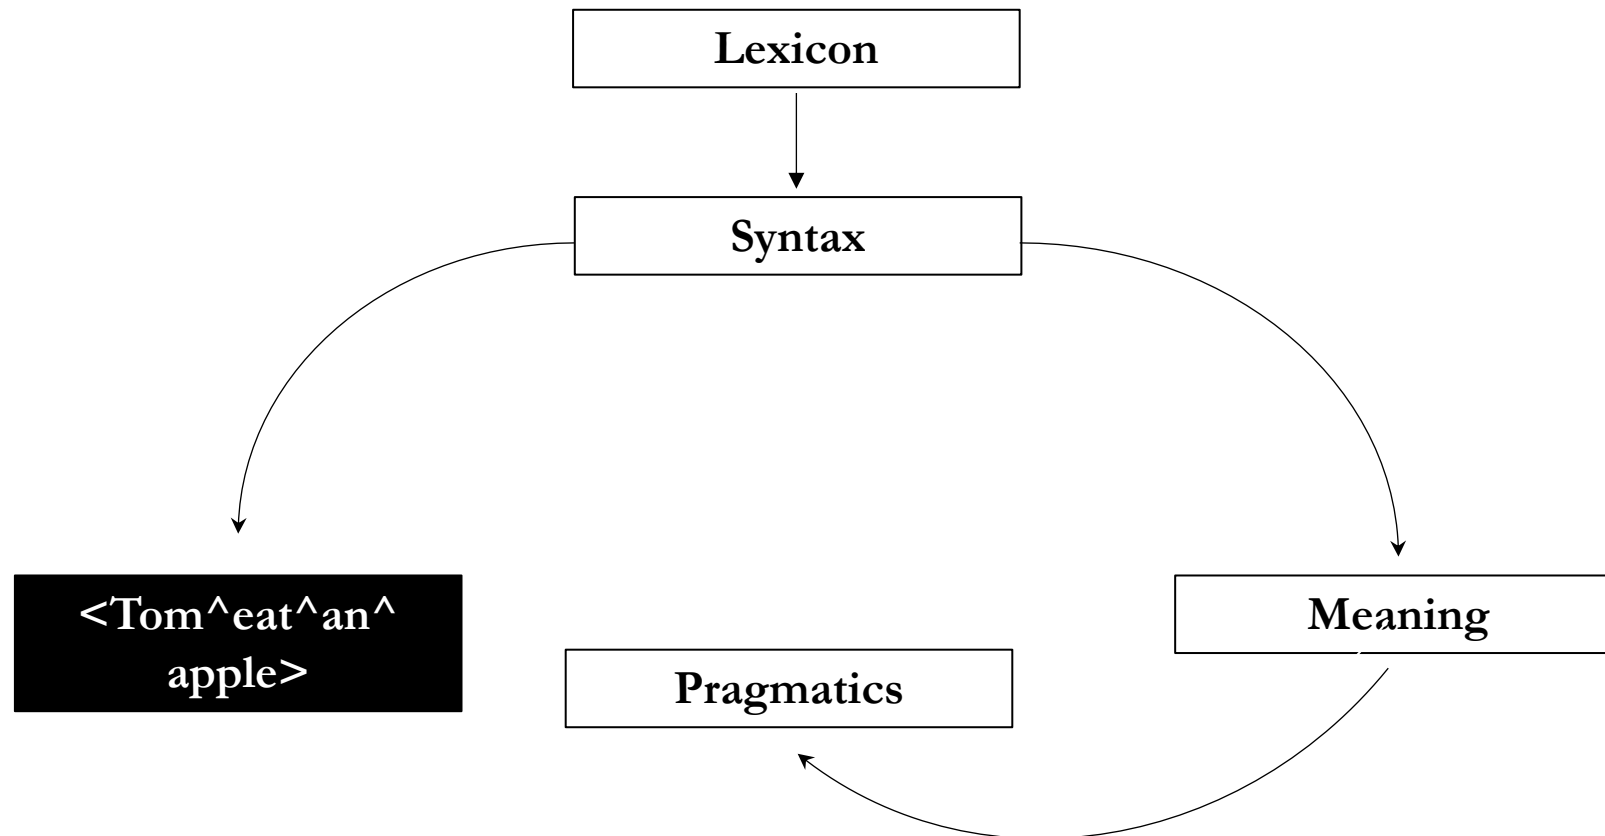 Lexicon
Syntax
<Tom^eat^an^
apple>
Meaning
Pragmatics